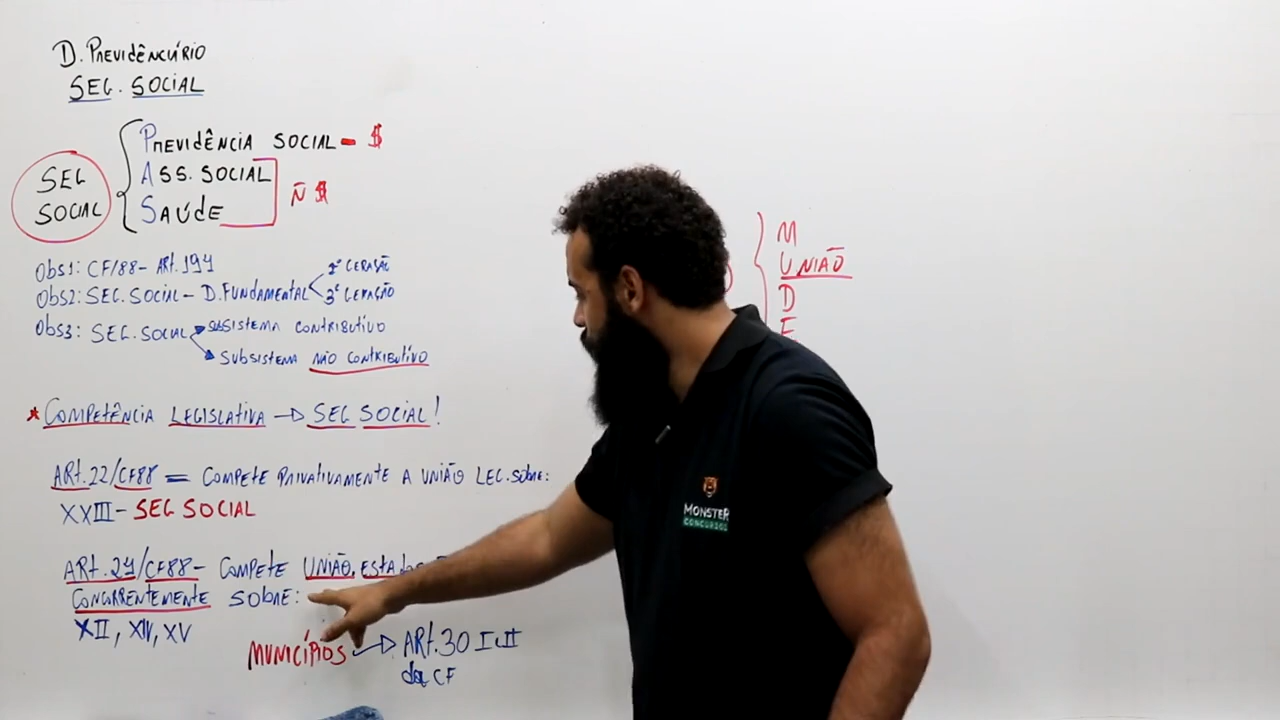 D. PREVIDÊNCIÁRIO
SEG. SOCIAL
SEG SOCIAL
PREVIDÊNCIA SOCIAL - $
ASS. SOCIAL
SAÚDE
Ñ $
Obs1: CF/88 - ART. 194
Obs2: SEG. SOCIAL - D. FUNDAMENTAL
2ª GERAÇÃO
3ª GERAÇÃO
Obs3: SEG. SOCIAL
SUBSISTEMA CONTRIBUTIVO
SUBSISTEMA NÃO CONTRIBUTIVO
* COMPETÊNCIA LEGISLATIVA → SEG SOCIAL!
ART. 22/CF88 = COMPETE PRIVATIVAMENTE A UNIÃO LEG. SOBRE:
XXIII - SEG SOCIAL
ART. 24/CF88 - COMPETE UNIÃO, ESTADOS
CONCORRENTEMENTE SOBRE:
XII, XIV, XV
MUNICÍPIOS → ART. 30 I e II
da CF
M
UNIÃO
D
E
MONSTER
CONCURSOS